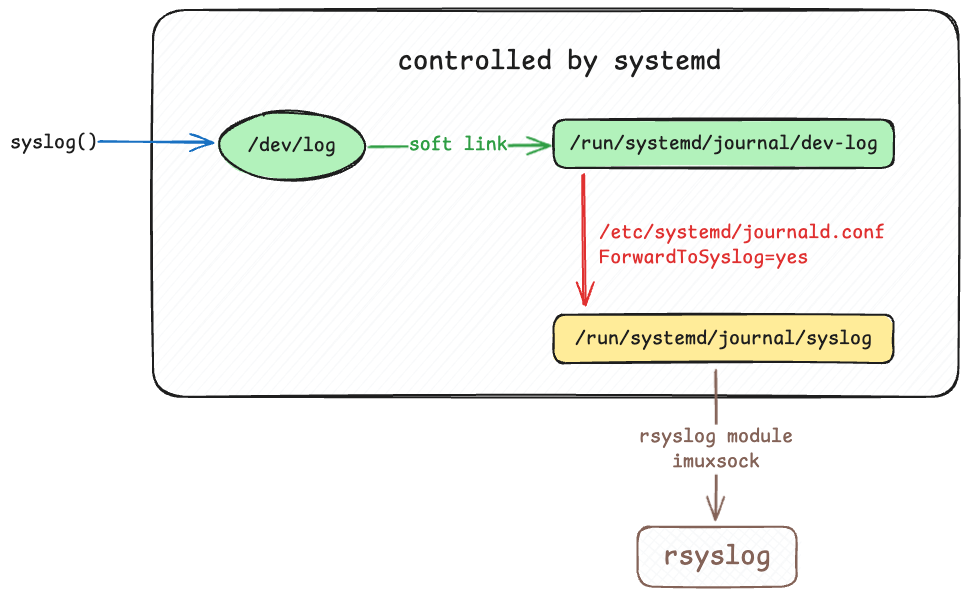 controlled by systemd
syslog()
/dev/log
soft link
/run/systemd/journal/dev-log
/etc/systemd/journald.conf
ForwardToSyslog=yes
/run/systemd/journal/syslog
rsyslog module
imuxsock
rsyslog